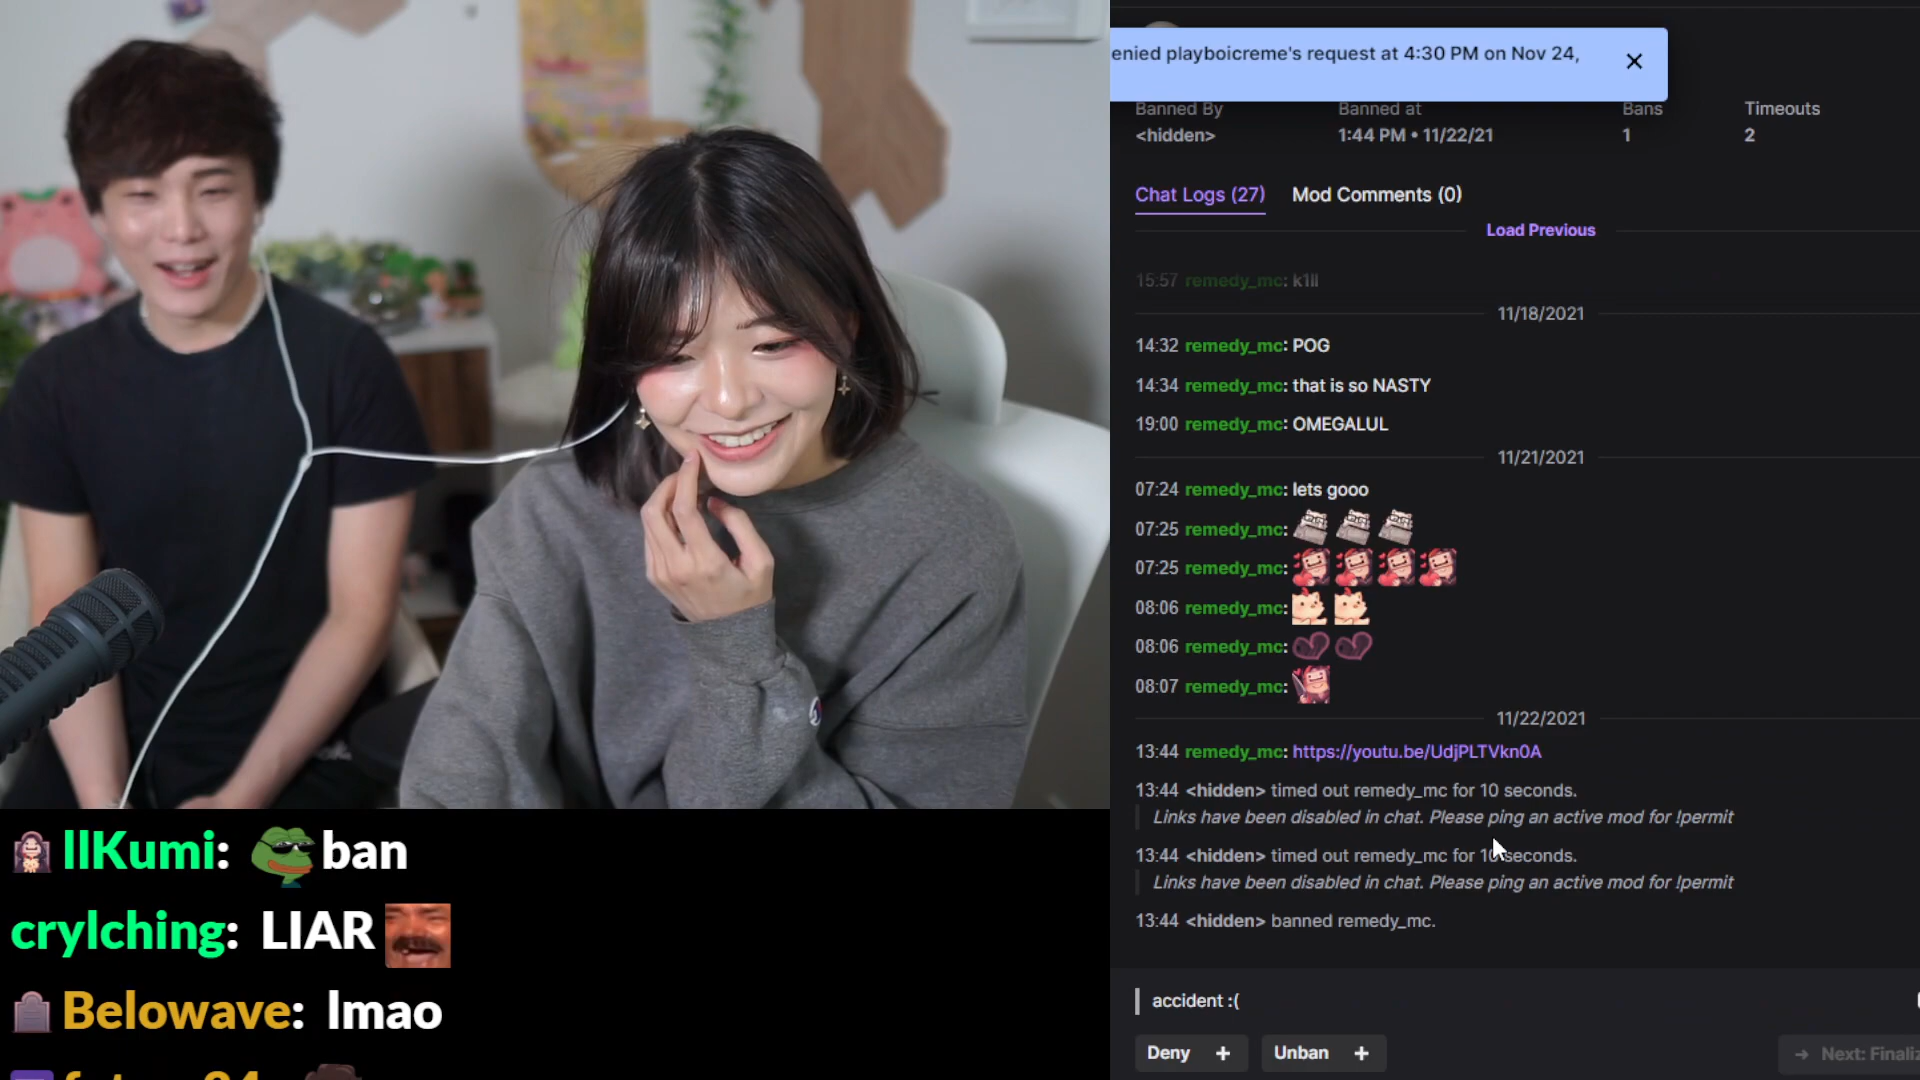 enied playboicreme's request at 4:30 PM on Nov 24,
Banned By Banned at Bans Timeouts
<hidden> 1:44 PM • 11/22/21 1 2
Chat Logs (27) Mod Comments (0)
Load Previous
15:57 remedy_mc: k1ll
11/18/2021
14:32 remedy_mc: POG
14:34 remedy_mc: that is so NASTY
19:00 remedy_mc: OMEGALUL
11/21/2021
07:24 remedy_mc: lets gooo
07:25 remedy_mc:
07:25 remedy_mc:
08:06 remedy_mc:
08:06 remedy_mc:
08:07 remedy_mc:
11/22/2021
13:44 remedy_mc: https://youtu.be/UdjPLTVkn0A
13:44 <hidden> timed out remedy_mc for 10 seconds.
Links have been disabled in chat. Please ping an active mod for !permit
13:44 <hidden> timed out remedy_mc for 10 seconds.
Links have been disabled in chat. Please ping an active mod for !permit
13:44 <hidden> banned remedy_mc.
accident :(
Deny + Unban +
→ Next: Finaliz
llKumi: ban
crylching: LIAR
Belowave: lmao